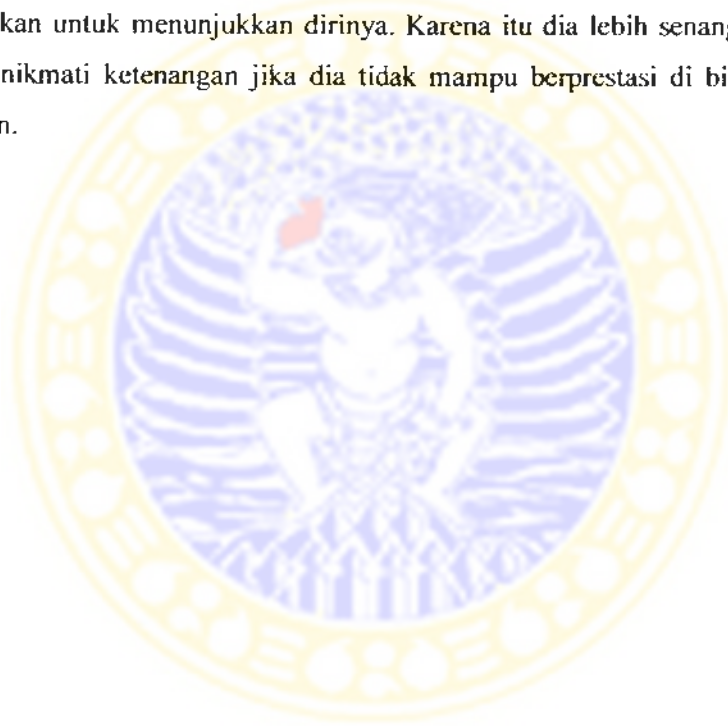 kan untuk menunjukkan dirinya. Karena itu dia lebih senang
nikmati ketenangan jika dia tidak mampu berprestasi di bi
n.